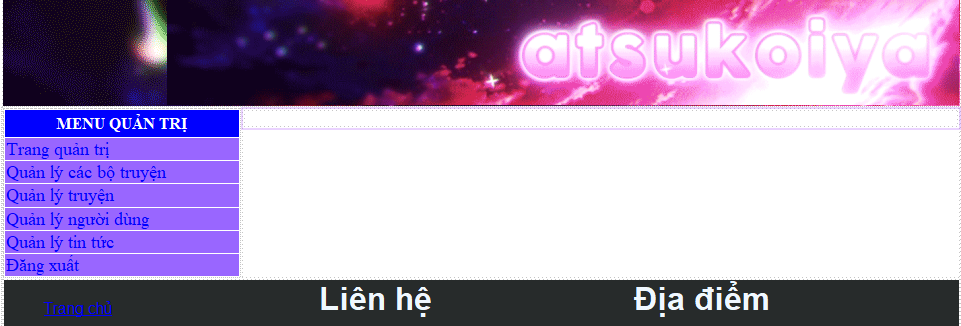 atsukoiya
MENU QUẢN TRỊ
Trang quản trị
Quản lý các bộ truyện
Quản lý truyện
Quản lý người dùng
Quản lý tin tức
Đăng xuất
Liên hệ
Địa điểm
Trang chủ